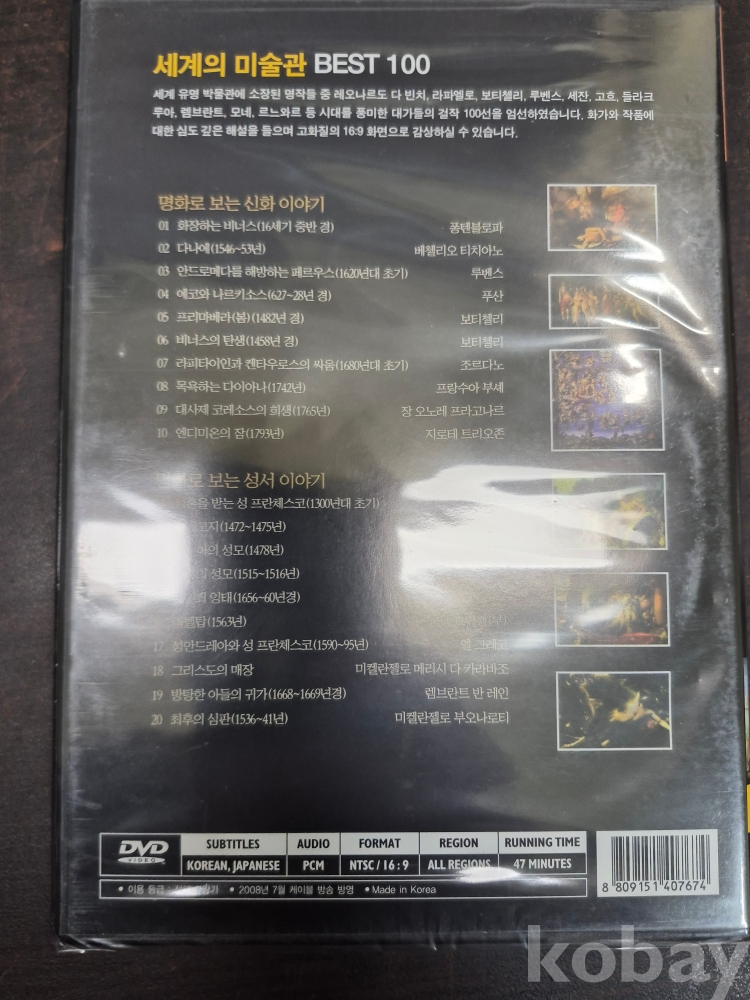 세계의 미술관 BEST 100
세계 유명 박물관에 소장된 명작들 중 레오나르도 다 빈치, 라파엘로, 보티첼리, 루벤스, 세잔, 고흐, 들라크
루아, 렘브란트, 모네, 르느와르 등 시대를 풍미한 대가들의 걸작 100선을 엄선하였습니다. 화가와 작품에
대한 심도 깊은 해설을 들으며 고화질의 16:9 화면으로 감상하실 수 있습니다.
명화로 보는 신화 이야기
01 화장하는 비너스(16세기 중반 경) 퐁텐블로파
02 다나에(1546~53년) 베첼리오 티치아노
03 안드로메다를 해방하는 페르우스(1620년대 초기) 루벤스
04 에코와 나르키소스(627~28년 경) 푸산
05 프리마베라(봄)(1482년 경) 보티첼리
06 비너스의 탄생(1458년 경) 보티첼리
07 라피타이인과 켄타우로스의 싸움(1680년대 초기) 조르다노
08 목욕하는 다이아나(1742년) 프랑수아 부셰
09 대사제 코레소스의 희생(1765년) 장 오노레 프라고나르
10 엔디미온의 잠(1793년) 지로테 트리오존
보는 성서 이야기
받는 성 프란체스코(1300년대 초기)
(1472~1475년)
성모(1478년)
성모(1515~1516년)
잉태(1656~60년경)
(1563년)
17 성안드레아와 성 프란체스코(1590~95년) 엘 그레코
18 그리스도의 매장 미켈란젤로 메리시 다 카라바조
19 방탕한 아들의 귀가(1668~1669년경) 렘브란트 반 레인
20 최후의 심판(1536~41년) 미켈란젤로 부오나로티
DVD VIDEO
SUBTITLES AUDIO FORMAT REGION RUNNING TIME
KOREAN, JAPANESE PCM NTSC / 16 : 9 ALL REGIONS 47 MINUTES
• 이용 등급 : • 2008년 7월 케이블 방송 방영 • Made in Korea
8 809151 407674
kobay